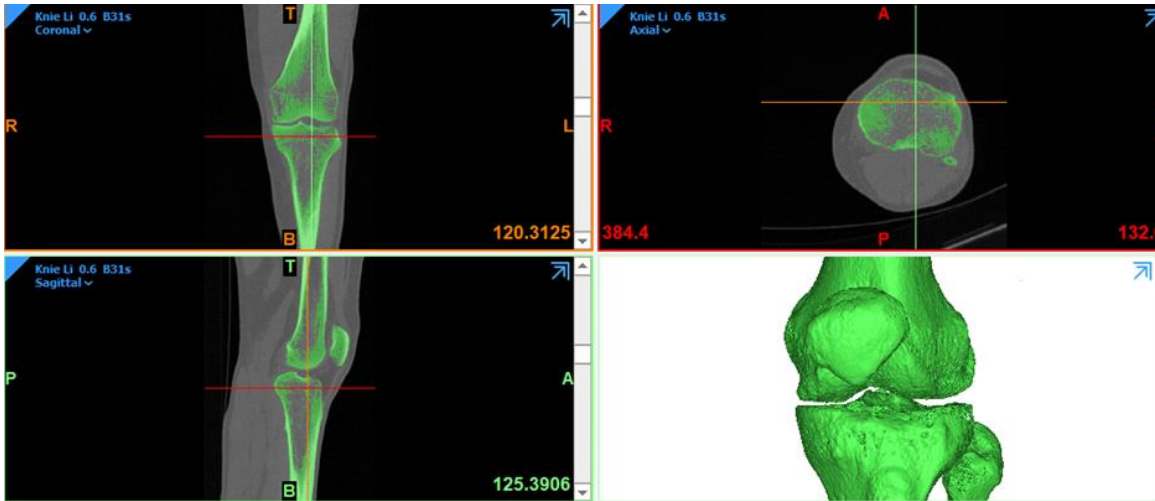 Knie Li 0.6 B31s
Coronal
T
R
L
B
120.3125
Knie Li 0.6 B31s
Axial
A
R
P
384.4
Knie Li 0.6 B31s
Sagittal
T
P
A
B
125.3906